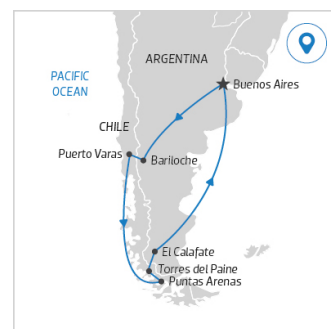 ARGENTINA
PACIFIC
OCEAN
Buenos Aires
CHILE
Puerto Varas
Bariloche
El Calafate
Torres del Paine
Puntas Arenas